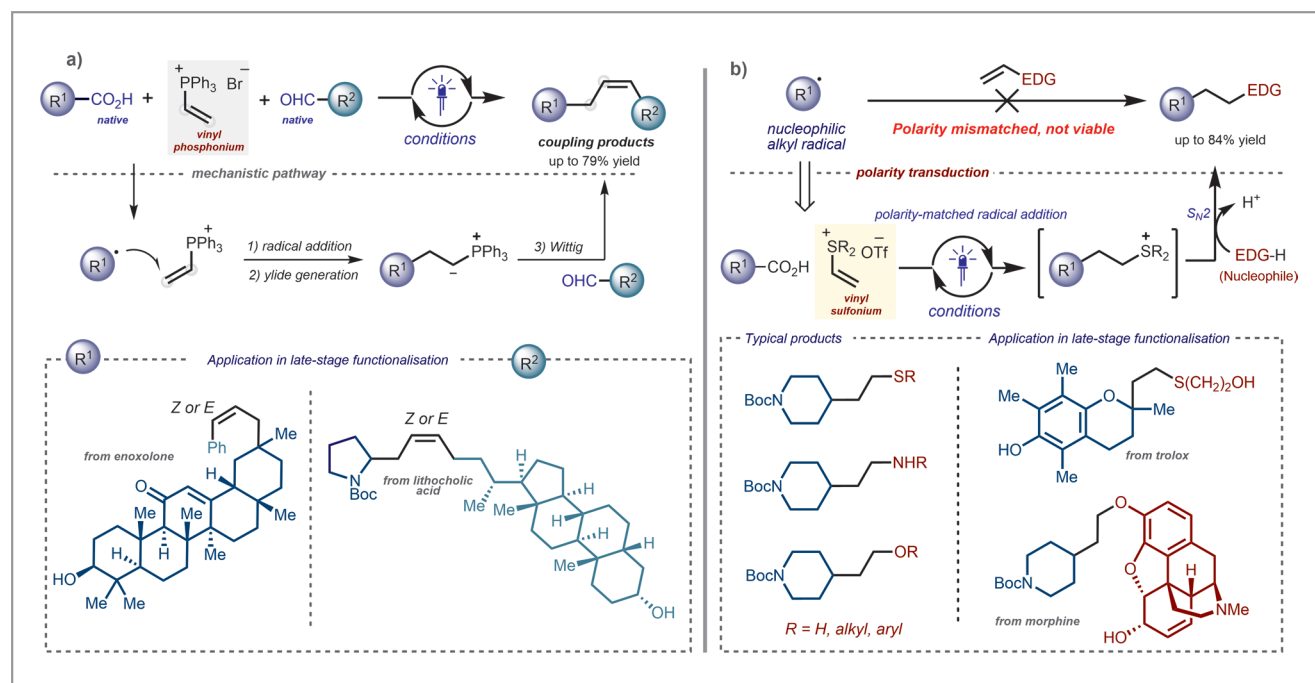 a)
R¹
CO₂H
native
+
+
PPh₃
Br
−
vinyl
phosphonium
+
OHC
R²
native
conditions
R¹
R²
coupling products
up to 79% yield
mechanistic pathway
R¹
•
+
PPh₃
1) radical addition
2) ylide generation
R¹
+
PPh₃
−
3) Wittig
OHC
R²
R¹
Application in late-stage functionalisation
R²
Z or E
Ph
Me
from enoxolone
O
H
Me
Me
Me
H
H
Me
HO
Me
Me
Z or E
N
Boc
from lithocholic
acid
Me
H
Me
H
H
H
H
Me
OH
b)
R¹
•
nucleophilic
alkyl radical
EDG
Polarity mismatched, not viable
R¹
EDG
up to 84% yield
polarity transduction
polarity-matched radical addition
R¹
CO₂H
+
SR₂
−
OTf
vinyl
sulfonium
conditions
R¹
+
SR₂
S_N2
H⁺
EDG-H
(Nucleophile)
Typical products
SR
BocN
NHR
BocN
OR
BocN
R = H, alkyl, aryl
Application in late-stage functionalisation
Me
Me
O
S(CH₂)₂OH
Me
HO
Me
from trolox
O
BocN
O
H
NMe
HO
from morphine